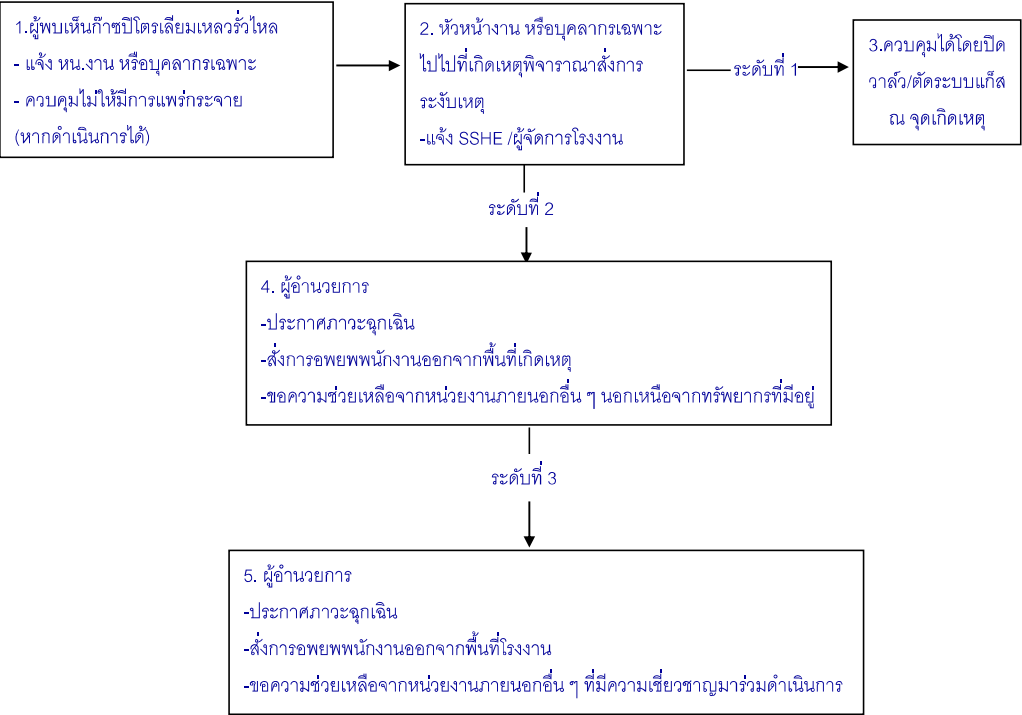 1.ผู้พบเห็นก๊าซปิโตรเลียมเหลวรั่วไหล
- แจ้ง หน.งาน หรือบุคลากรเฉพาะ
- ควบคุมไม่ให้มีการแพร่กระจาย
(หากดำเนินการได้)
2. หัวหน้างาน หรือบุคลากรเฉพาะ
ไปไปที่เกิดเหตุพิจาราณาสั่งการ
ระงับเหตุ
-แจ้ง SSHE /ผู้จัดการโรงงาน
ระดับที่ 1
3.ควบคุมได้โดยปิด
วาล์ว/ตัดระบบแก็ส
ณ จุดเกิดเหตุ
ระดับที่ 2
4. ผู้อำนวยการ
-ประกาศภาวะฉุกเฉิน
-สั่งการอพยพพนักงานออกจากพื้นที่เกิดเหตุ
-ขอความช่วยเหลือจากหน่วยงานภายนอกอื่น ๆ นอกเหนือจากทรัพยากรที่มีอยู่
ระดับที่ 3
5. ผู้อำนวยการ
-ประกาศภาวะฉุกเฉิน
-สั่งการอพยพพนักงานออกจากพื้นที่โรงงาน
-ขอความช่วยเหลือจากหน่วยงานภายนอกอื่น ๆ ที่มีความเชี่ยวชาญมาร่วมดำเนินการ